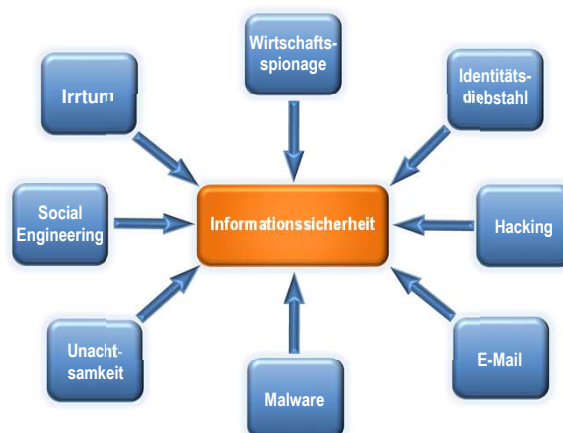 Wirtschafts-
spionage
Irrtum
Identitäts-
diebstahl
Social
Engineering
Informationssicherheit
Hacking
Unacht-
samkeit
E-Mail
Malware